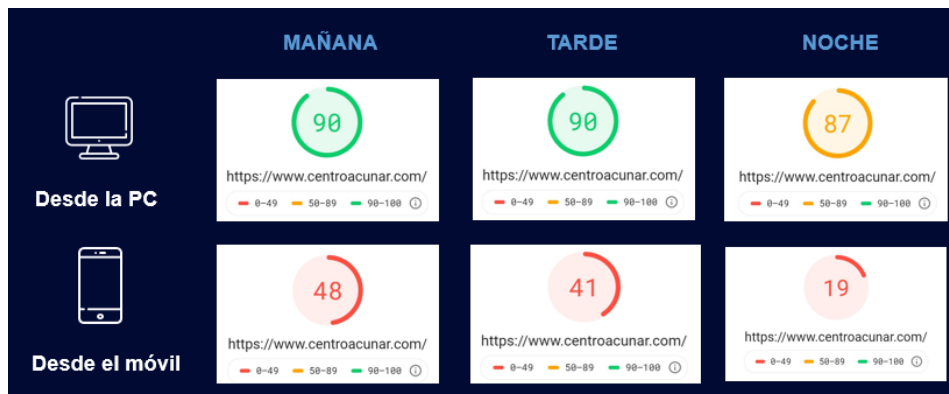 MAÑANA TARDE NOCHE
90 90 87
https://www.centroacunar.com/ https://www.centroacunar.com/ https://www.centroacunar.com/
0-49 50-89 90-100 0-49 50-89 90-100 0-49 50-89 90-100
Desde la PC
48 41 19
https://www.centroacunar.com/ https://www.centroacunar.com/ https://www.centroacunar.com/
0-49 50-89 90-100 0-49 50-89 90-100 0-49 50-89 90-100
Desde el móvil